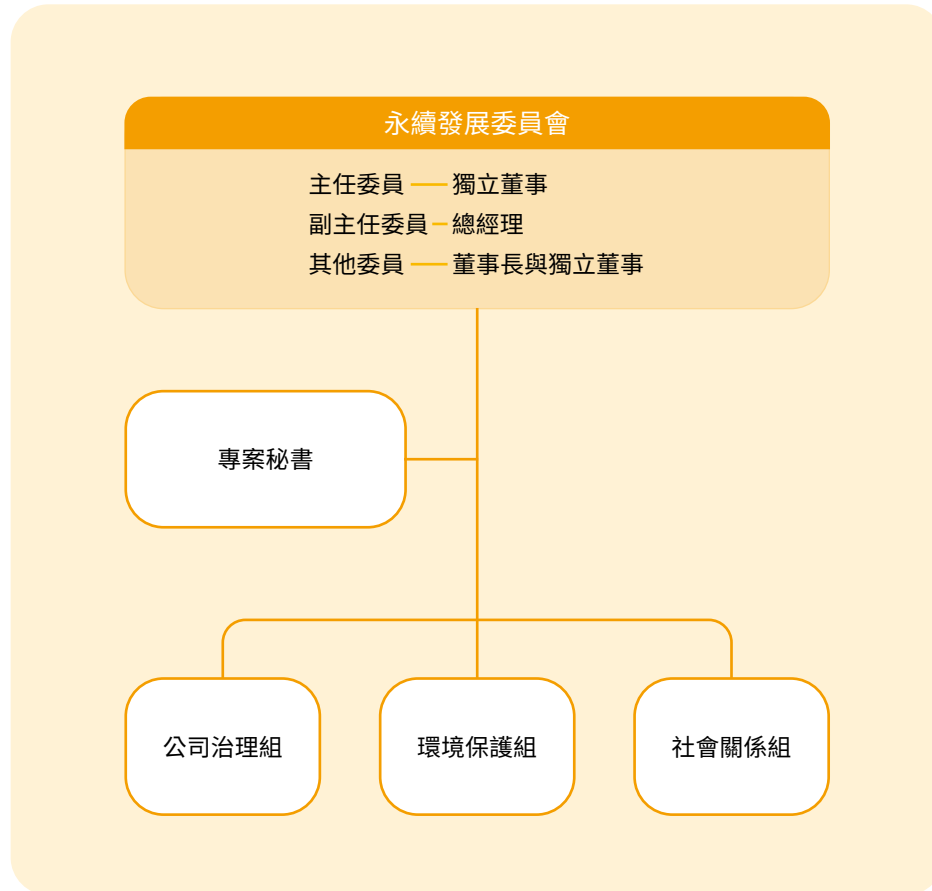 永續發展委員會
主任委員 獨立董事
副主任委員 總經理
其他委員 董事長與獨立董事
專案秘書
公司治理組
環境保護組
社會關係組